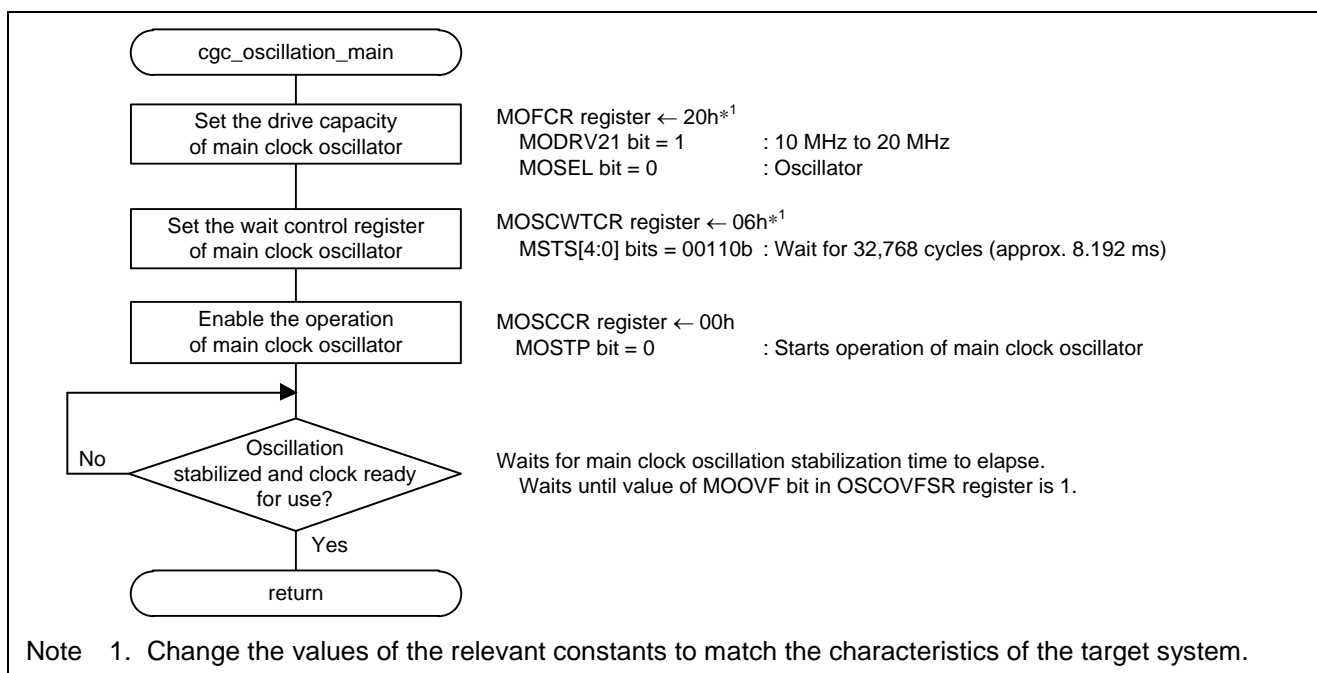 cgc_oscillation_main
Set the drive capacity
of main clock oscillator
MOFCR register ← 20h*1
MODRV21 bit = 1 : 10 MHz to 20 MHz
MOSEL bit = 0 : Oscillator
Set the wait control register
of main clock oscillator
MOSCWTCR register ← 06h*1
MSTS[4:0] bits = 00110b : Wait for 32,768 cycles (approx. 8.192 ms)
Enable the operation
of main clock oscillator
MOSCCR register ← 00h
MOSTP bit = 0 : Starts operation of main clock oscillator
No
Oscillation
stabilized and clock ready
for use?
Waits for main clock oscillation stabilization time to elapse.
Waits until value of MOOVF bit in OSCOVFSR register is 1.
Yes
return
Note 1. Change the values of the relevant constants to match the characteristics of the target system.